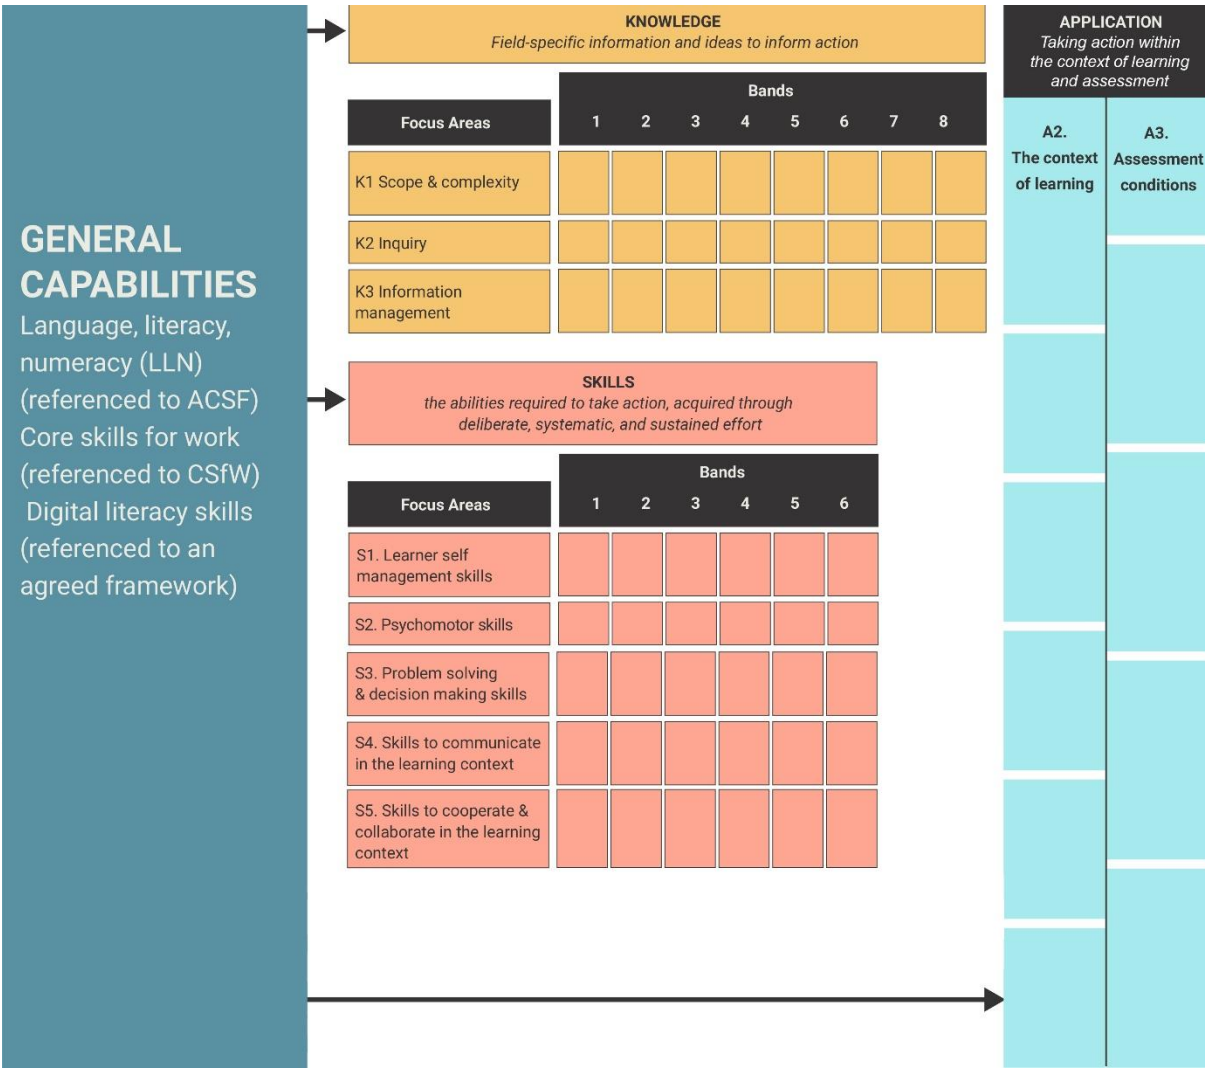 GENERAL
CAPABILITIES
Language, literacy,
numeracy (LLN)
(referenced to ACSF)
Core skills for work
(referenced to CSfW)
Digital literacy skills
(referenced to an
agreed framework)
KNOWLEDGE
Field-specific information and ideas to inform action
Bands
Focus Areas 1 2 3 4 5 6 7 8
K1 Scope & complexity
K2 Inquiry
K3 Information
management
SKILLS
the abilities required to take action, acquired through
deliberate, systematic, and sustained effort
Bands
Focus Areas 1 2 3 4 5 6
S1. Learner self
management skills
S2. Psychomotor skills
S3. Problem solving
& decision making skills
S4. Skills to communicate
in the learning context
S5. Skills to cooperate &
collaborate in the learning
context
APPLICATION
Taking action within
the context of learning
and assessment
A2.
The context
of learning
A3.
Assessment
conditions